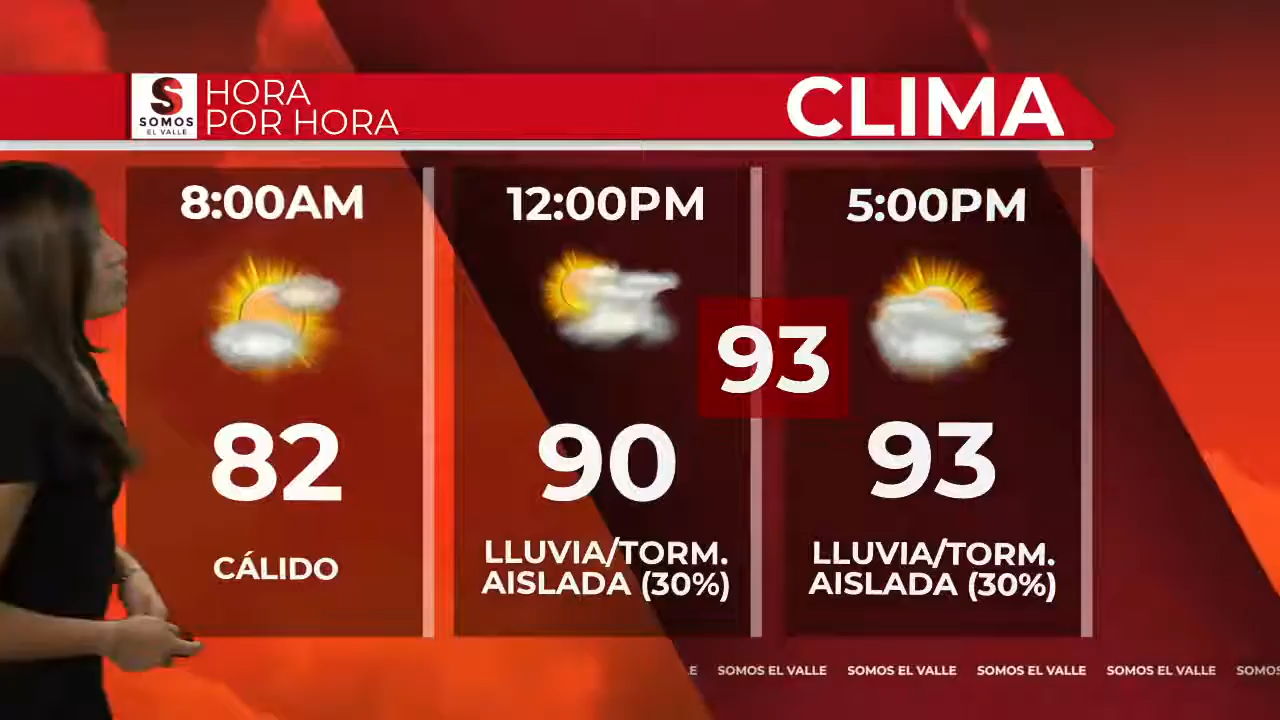 SOMOS
EL VALLE
HORA
POR HORA
CLIMA
8:00AM
82
CÁLIDO
12:00PM
90
LLUVIA/TORM.
AISLADA (30%)
93
5:00PM
93
LLUVIA/TORM.
AISLADA (30%)
LE SOMOS EL VALLE SOMOS EL VALLE SOMOS EL VALLE SOMOS EL VALLE SOMOS